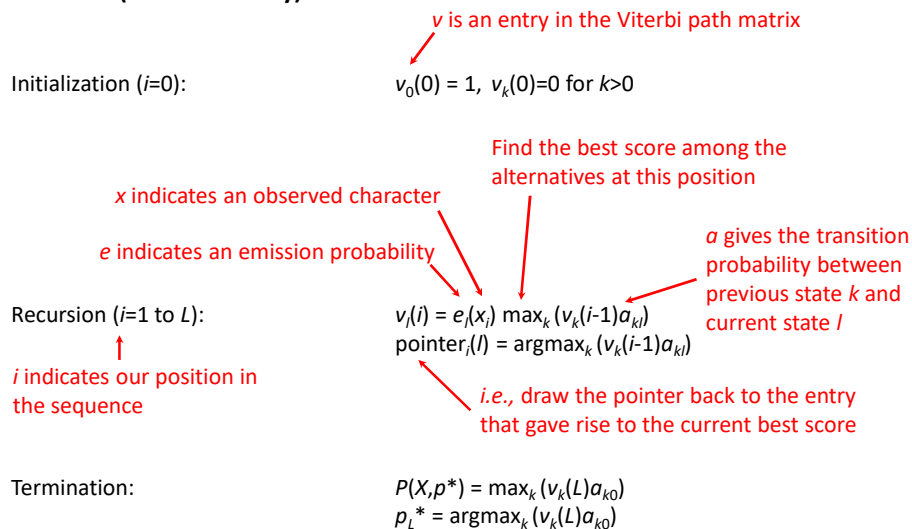 v is an entry in the Viterbi path matrix
Initialization (i=0): v₀(0) = 1, vₖ(0)=0 for k>0
Find the best score among the
alternatives at this position
x indicates an observed character
e indicates an emission probability
a gives the transition
probability between
previous state k and
current state l
Recursion (i=1 to L): vₗ(i) = eₗ(xᵢ) maxₖ (vₖ(i-1)aₖₗ)
pointerᵢ(l) = argmaxₖ (vₖ(i-1)aₖₗ)
i indicates our position in
the sequence
i.e., draw the pointer back to the entry
that gave rise to the current best score
Termination: P(X,p*) = maxₖ (vₖ(L)aₖ₀)
p_L* = argmaxₖ (vₖ(L)aₖ₀)